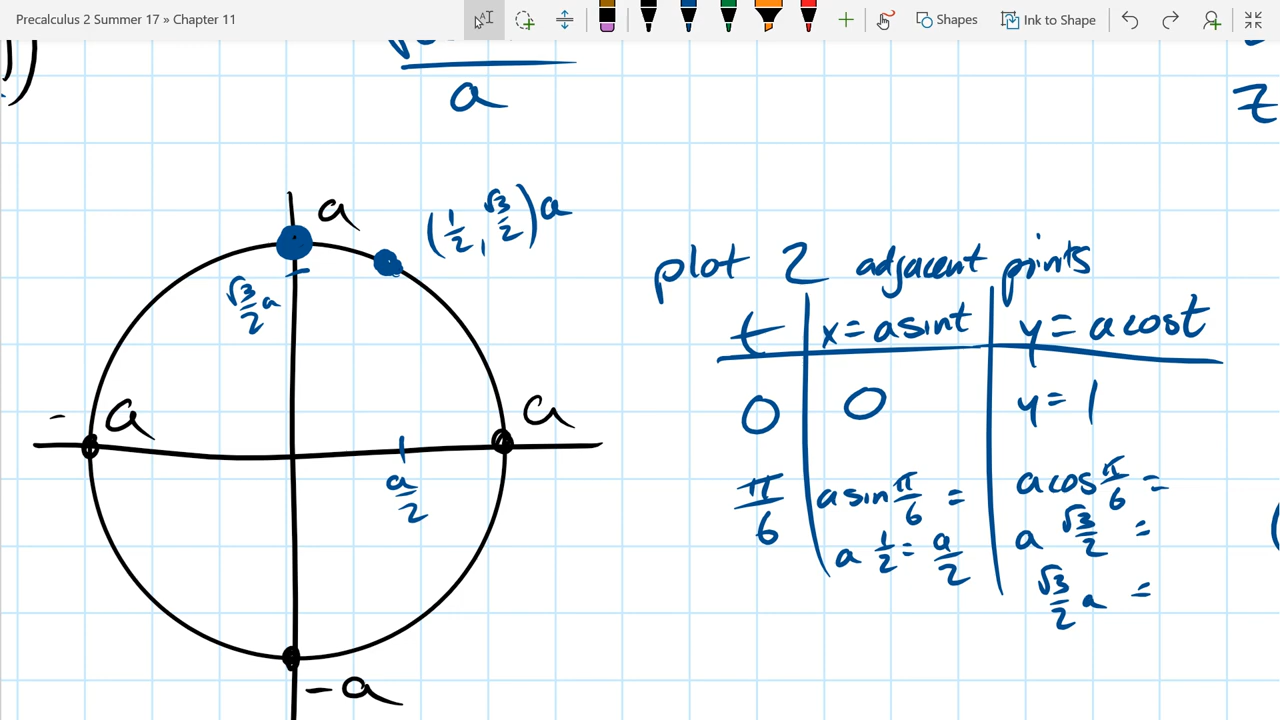 Precalculus 2 Summer 17 » Chapter 11
Shapes
Ink to Shape
a
z
a
(1/2, √3/2)a
√3/2 a
-a
a
a/2
-a
plot 2 adjacent points
t | x = a sin t | y = a cos t
0 | 0 | y = 1
π/6 | a sin π/6 = | a cos π/6 =
a 1/2 = a/2 | a √3/2 =
√3/2 a =